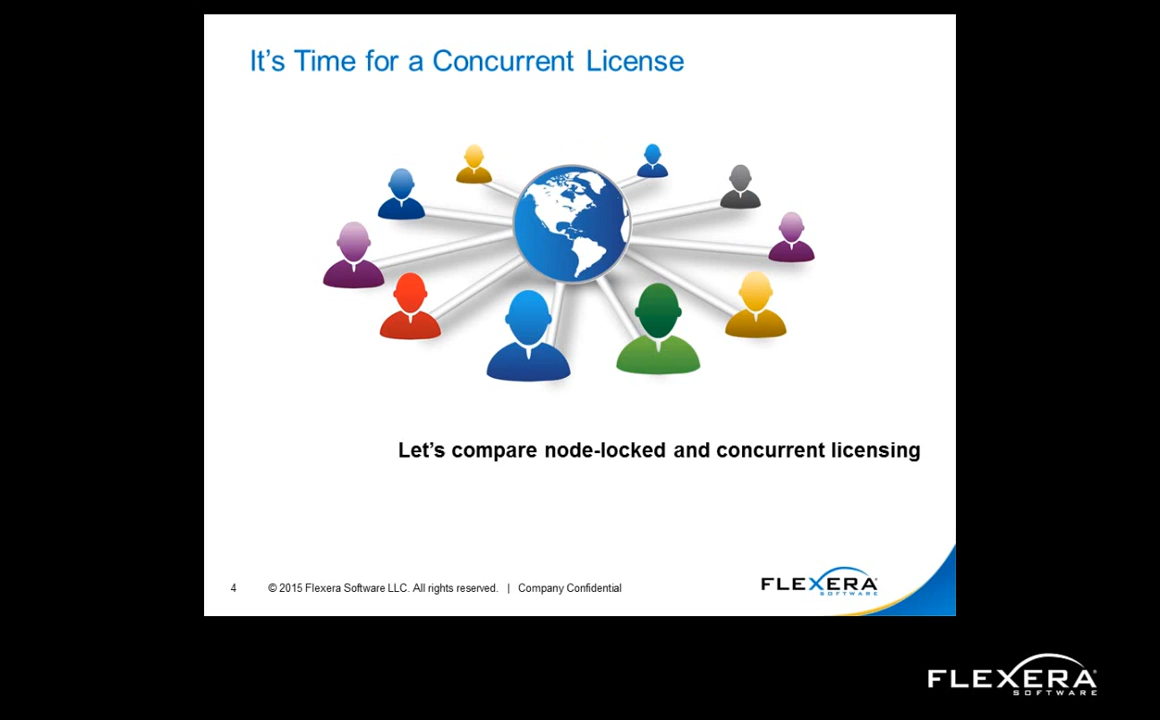 It's Time for a Concurrent License
Let's compare node-locked and concurrent licensing
4 © 2015 Flexera Software LLC. All rights reserved. | Company Confidential
FLEXERA
SOFTWARE
FLEXERA
SOFTWARE